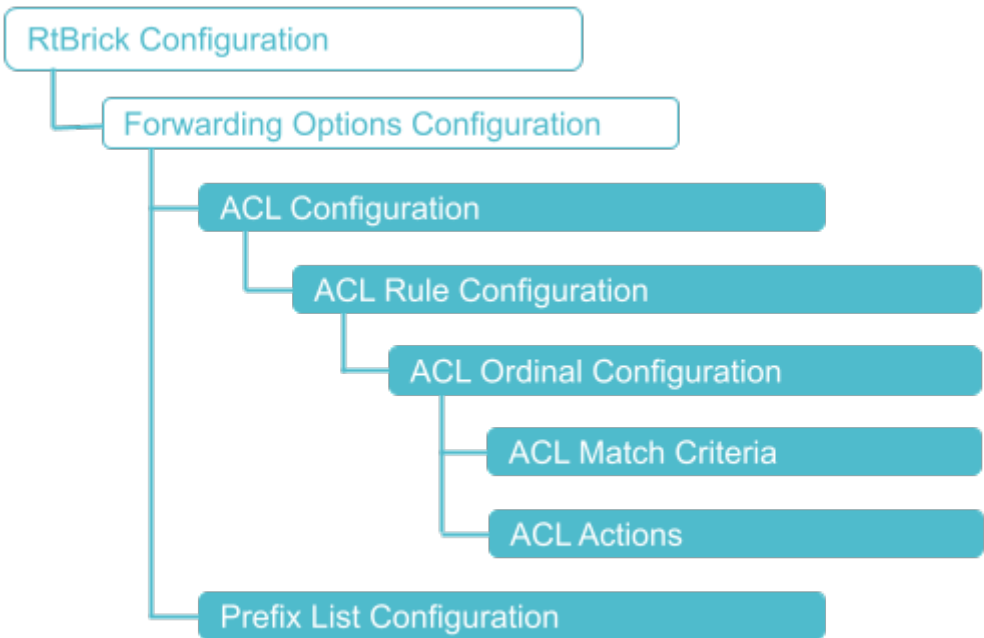 RtBrick Configuration
Forwarding Options Configuration
ACL Configuration
ACL Rule Configuration
ACL Ordinal Configuration
ACL Match Criteria
ACL Actions
Prefix List Configuration